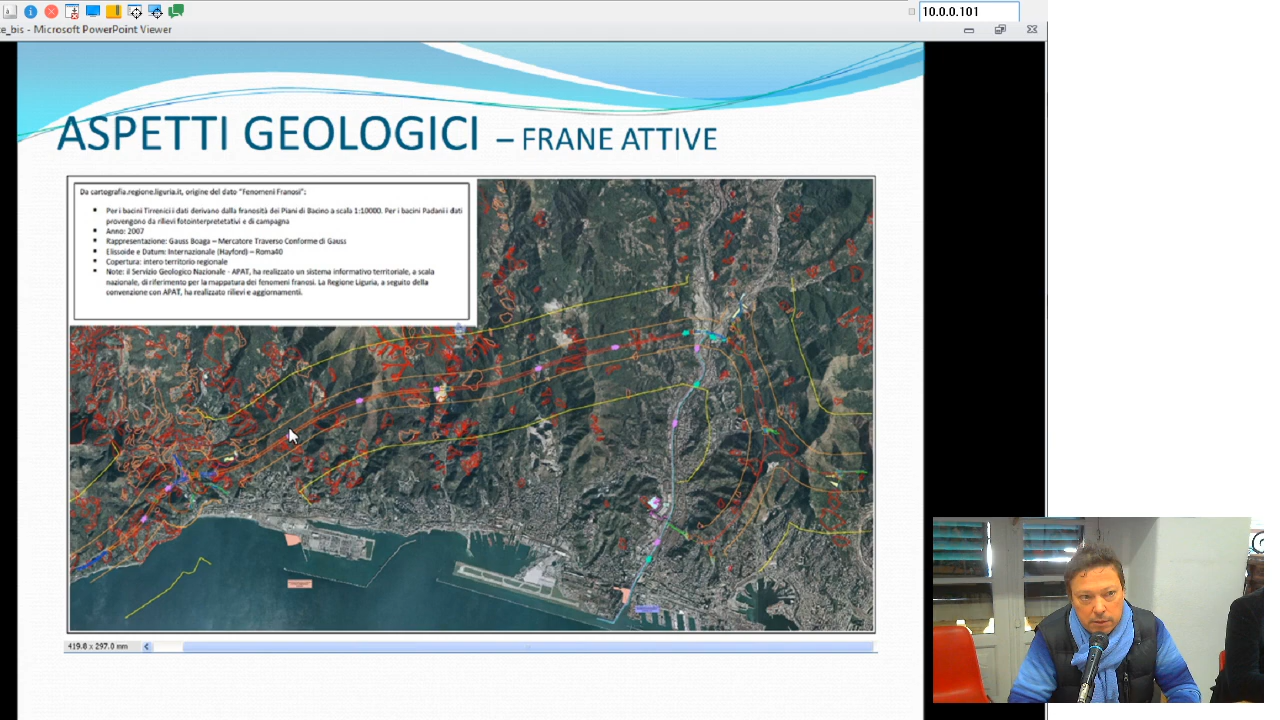 10.0.0.101
e_bis - Microsoft PowerPoint Viewer
ASPETTI GEOLOGICI – FRANE ATTIVE
Da cartografia.regione.liguria.it, origine del dato "Fenomeni Franosi":
▪ Per i bacini Tirrenici i dati derivano dalla franosità dei Piani di Bacino a scala 1:10000. Per i bacini Padani i dati
provengono da rilievi fotointerpretetativi e di campagna
▪ Anno: 2007
▪ Rappresentazione: Gauss Boaga – Mercatore Traverso Conforme di Gauss
▪ Elissoide e Datum: Internazionale (Hayford) – Roma40
▪ Copertura: intero territorio regionale
▪ Note: il Servizio Geologico Nazionale - APAT, ha realizzato un sistema informativo territoriale, a scala
nazionale, di riferimento per la mappatura dei fenomeni franosi. La Regione Liguria, a seguito della
convenzione con APAT, ha realizzato rilievi e aggiornamenti.
419.8 x 297.0 mm